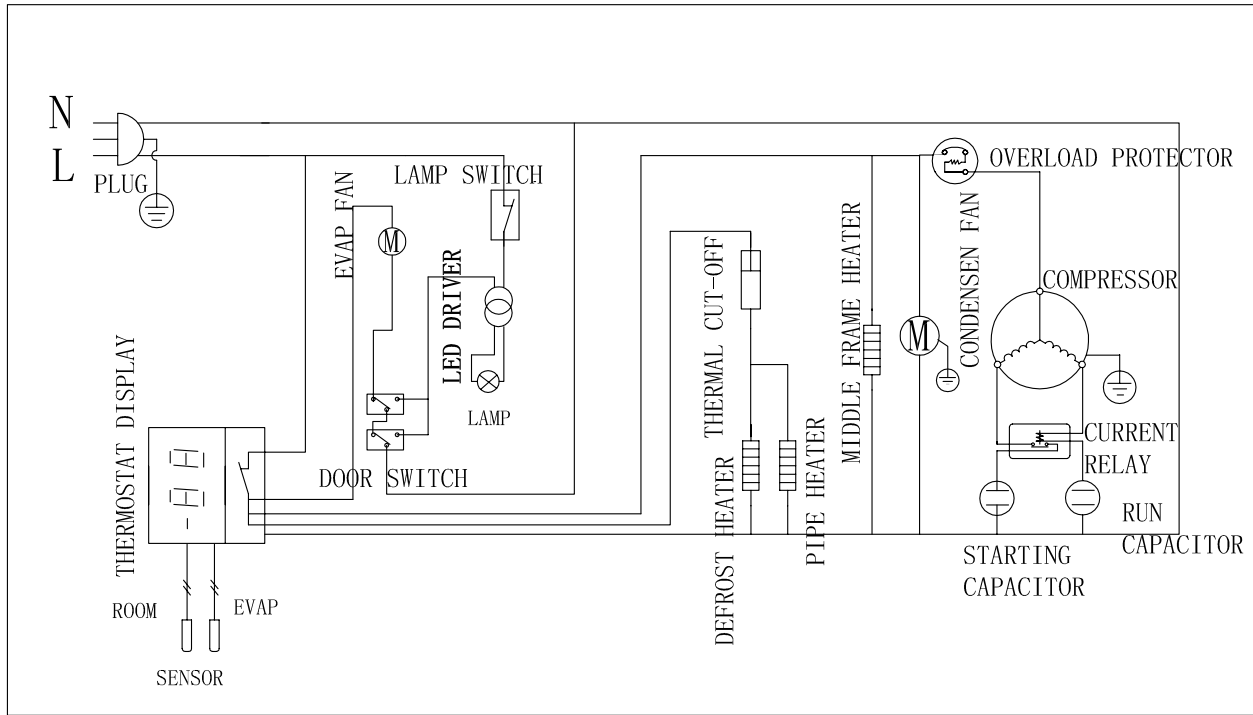 N
L
PLUG
LAMP SWITCH
EVAP FAN
M
LED DRIVER
LAMP
DOOR SWITCH
THERMOSTAT DISPLAY
ROOM
EVAP
SENSOR
THERMAL CUT-OFF
DEFROST HEATER
PIPE HEATER
MIDDLE FRAME HEATER
M
CONDENSEN FAN
OVERLOAD PROTECTOR
COMPRESSOR
CURRENT
RELAY
STARTING
CAPACITOR
RUN
CAPACITOR